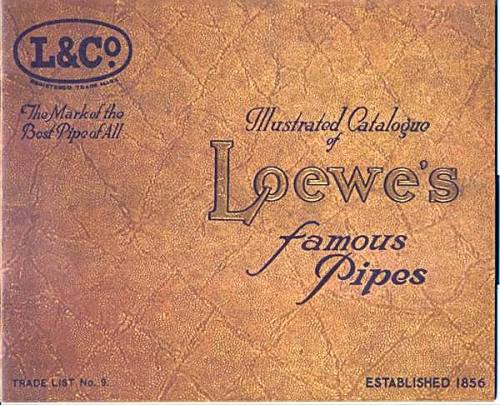 L&Co.
REGISTERED TRADE MARK
The Mark of the
Best Pipe of All
Illustrated Catalogue
of
Loewe's
famous
Pipes
TRADE LIST No. 9.
ESTABLISHED 1856